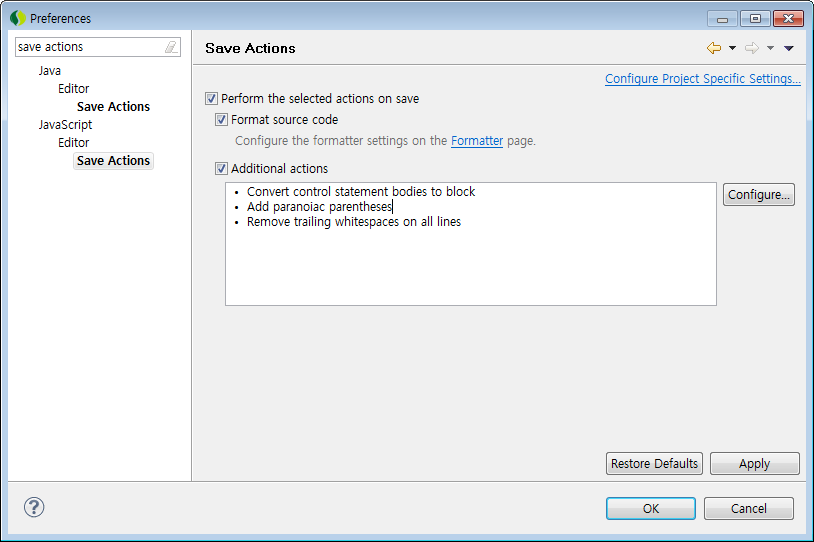 Preferences
save actions
Save Actions
Java
Editor
Save Actions
JavaScript
Editor
Save Actions
Configure Project Specific Settings...
Perform the selected actions on save
Format source code
Configure the formatter settings on the Formatter page.
Additional actions
• Convert control statement bodies to block
• Add paranoiac parentheses
• Remove trailing whitespaces on all lines
Configure...
Restore Defaults
Apply
?
OK
Cancel